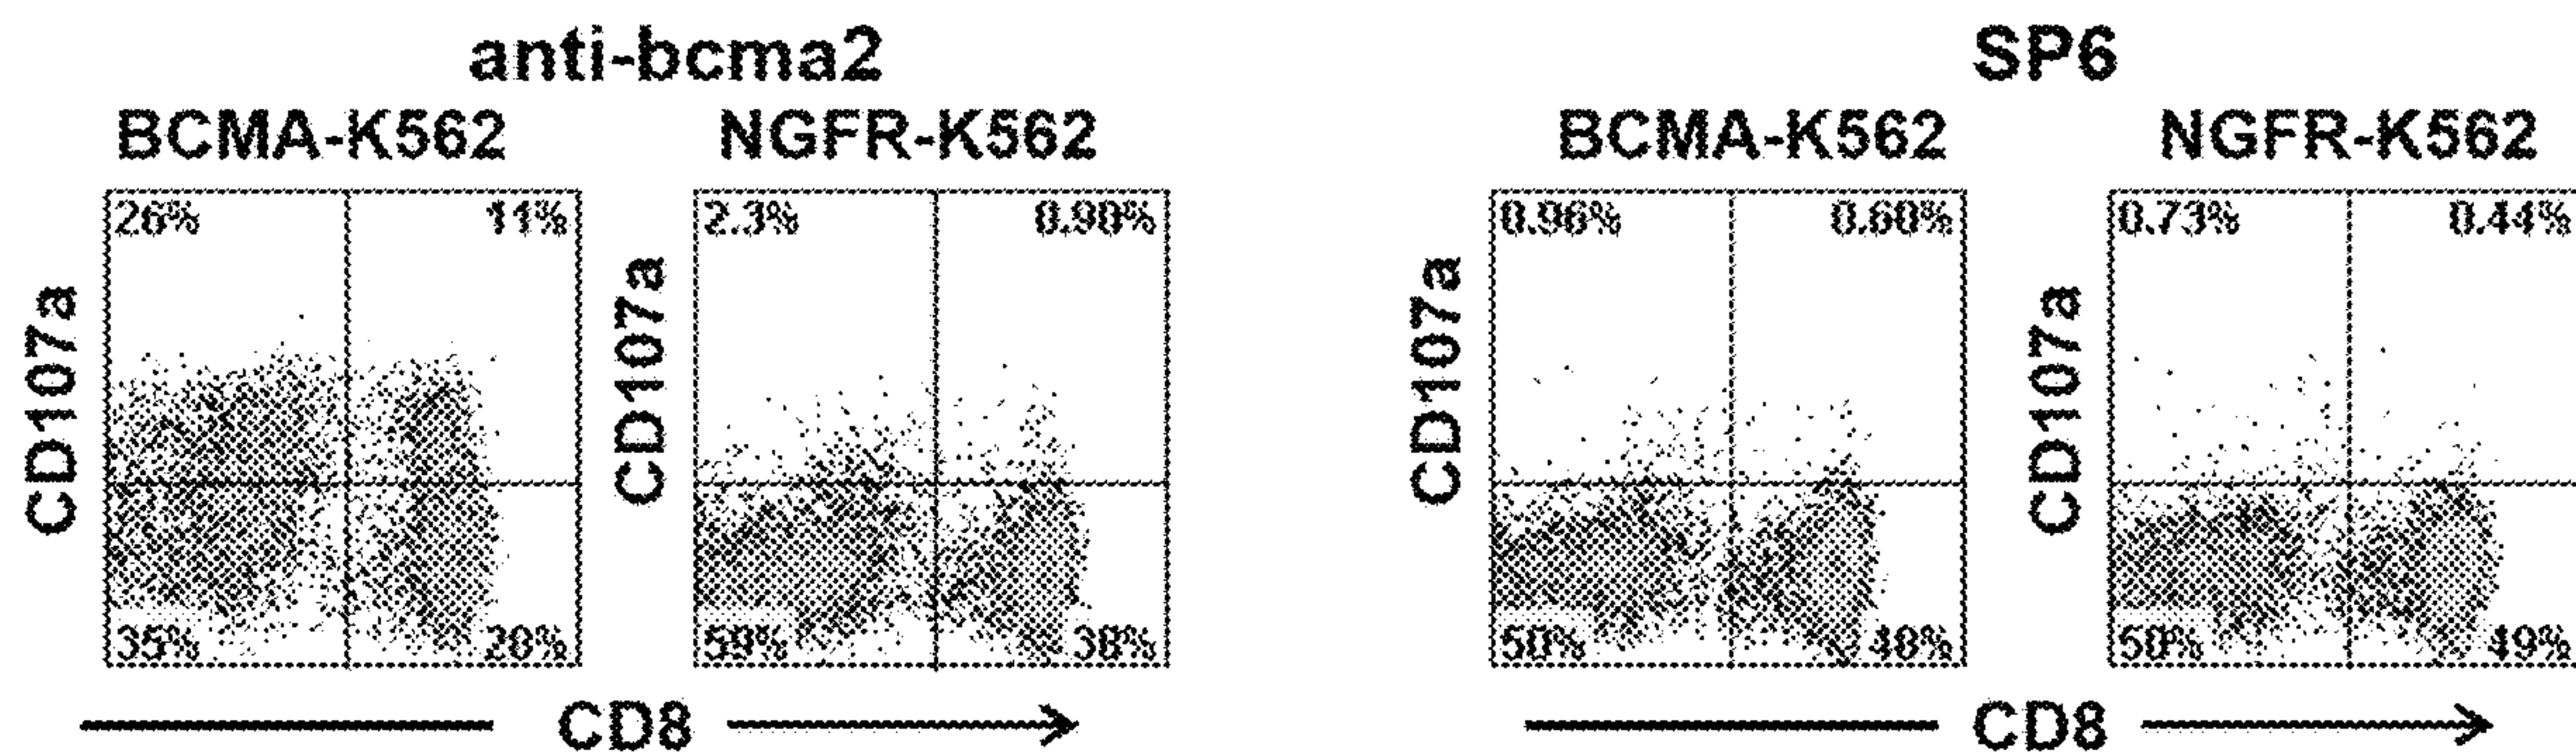 anti-bcma2 SP6
BCMA-K562 NGFR-K562 BCMA-K562 NGFR-K562
26% 11% 2.3% 0.90% 0.96% 0.60% 0.73% 0.44%
CD107a CD107a CD107a CD107a
35% 59% 38% 50% 48% 50% 49%
CD8 CD8